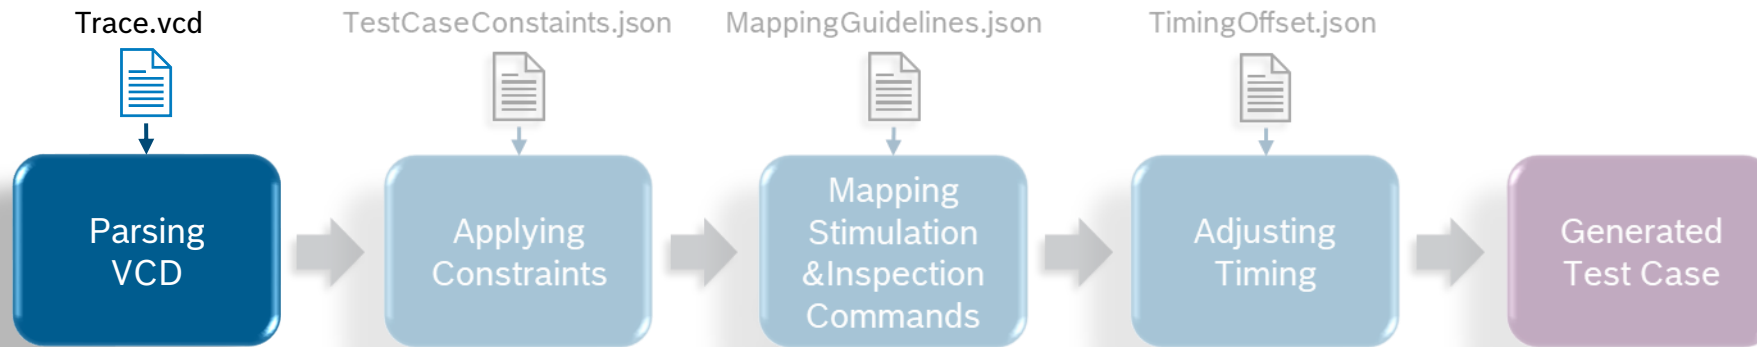 Trace.vcd
TestCaseConstaints.json
MappingGuidelines.json
TimingOffset.json
Parsing
VCD
Applying
Constraints
Mapping
Stimulation
&Inspection
Commands
Adjusting
Timing
Generated
Test Case